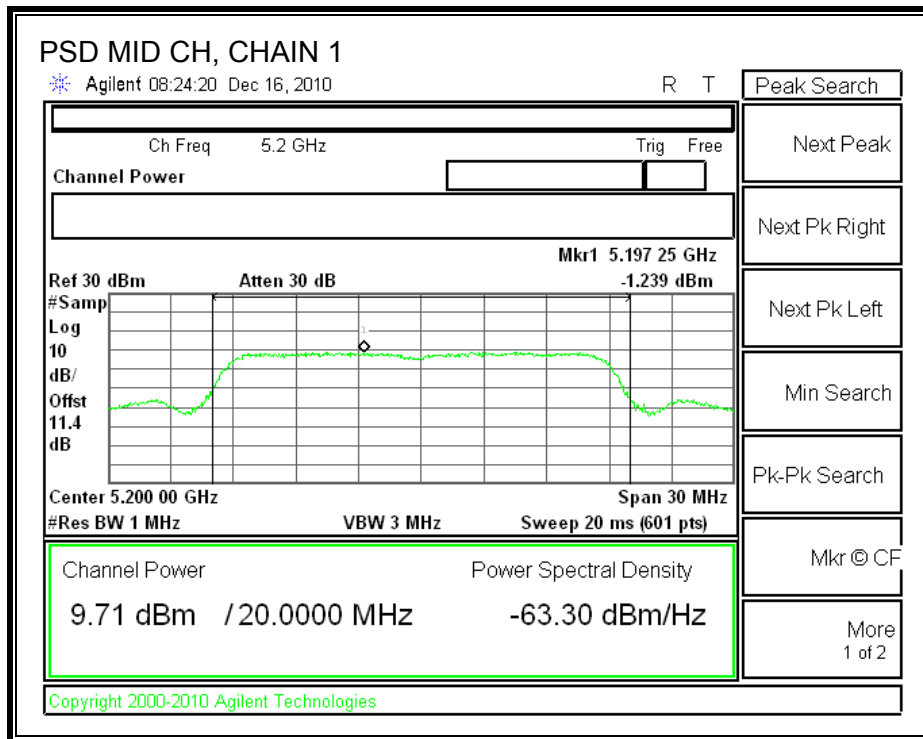 PSD MID CH, CHAIN 1
Agilent 08:24:20 Dec 16, 2010 R T
Peak Search
Ch Freq 5.2 GHz Trig Free
Channel Power
Mkr1 5.197 25 GHz
Ref 30 dBm Atten 30 dB -1.239 dBm
#Samp
Log
10
dB/
Offst
11.4
dB
1
Center 5.200 00 GHz Span 30 MHz
#Res BW 1 MHz VBW 3 MHz Sweep 20 ms (601 pts)
Channel Power Power Spectral Density
9.71 dBm / 20.0000 MHz -63.30 dBm/Hz
Copyright 2000-2010 Agilent Technologies
Next Peak
Next Pk Right
Next Pk Left
Min Search
Pk-Pk Search
Mkr © CF
More
1 of 2